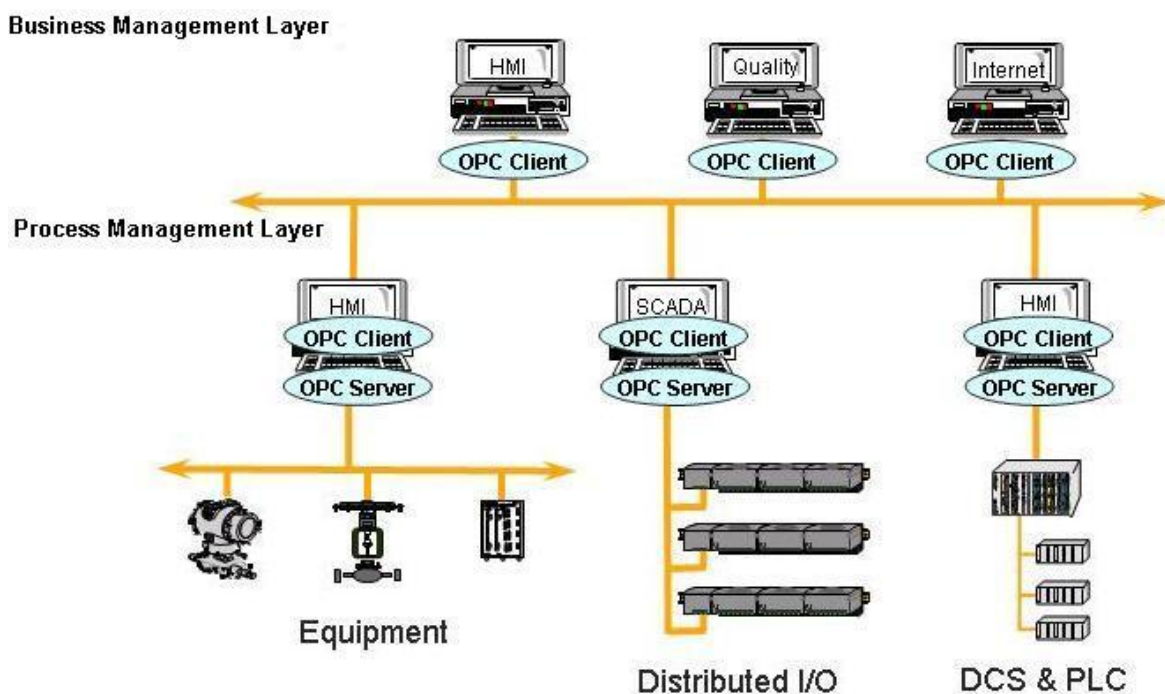 Business Management Layer
HMI
Quality
Internet
OPC Client
OPC Client
OPC Client
Process Management Layer
HMI
SCADA
HMI
OPC Client
OPC Client
OPC Client
OPC Server
OPC Server
OPC Server
Equipment
Distributed I/O
DCS & PLC